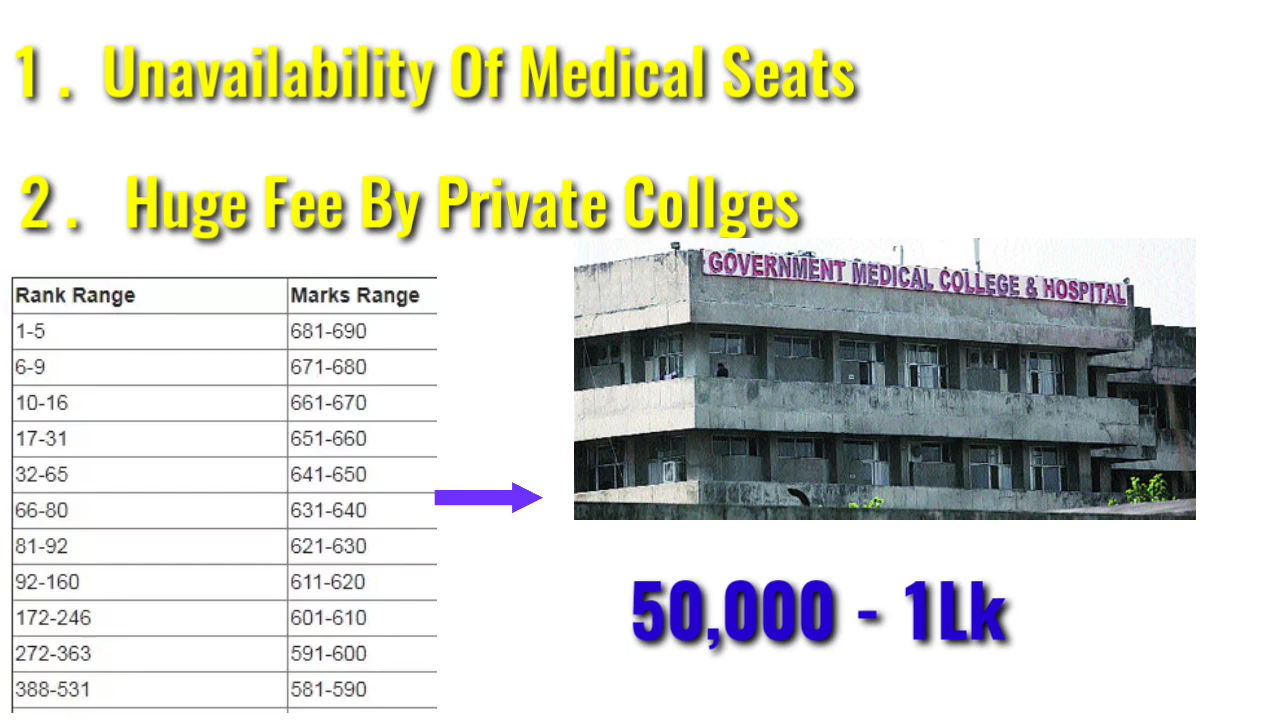 1 . Unavailability Of Medical Seats
2 . Huge Fee By Private Collges
GOVERNMENT MEDICAL COLLEGE & HOSPITAL
Rank Range Marks Range
1-5 681-690
6-9 671-680
10-16 661-670
17-31 651-660
32-65 641-650
66-80 631-640
81-92 621-630
92-160 611-620
172-246 601-610
272-363 591-600
388-531 581-590
50,000 - 1Lk